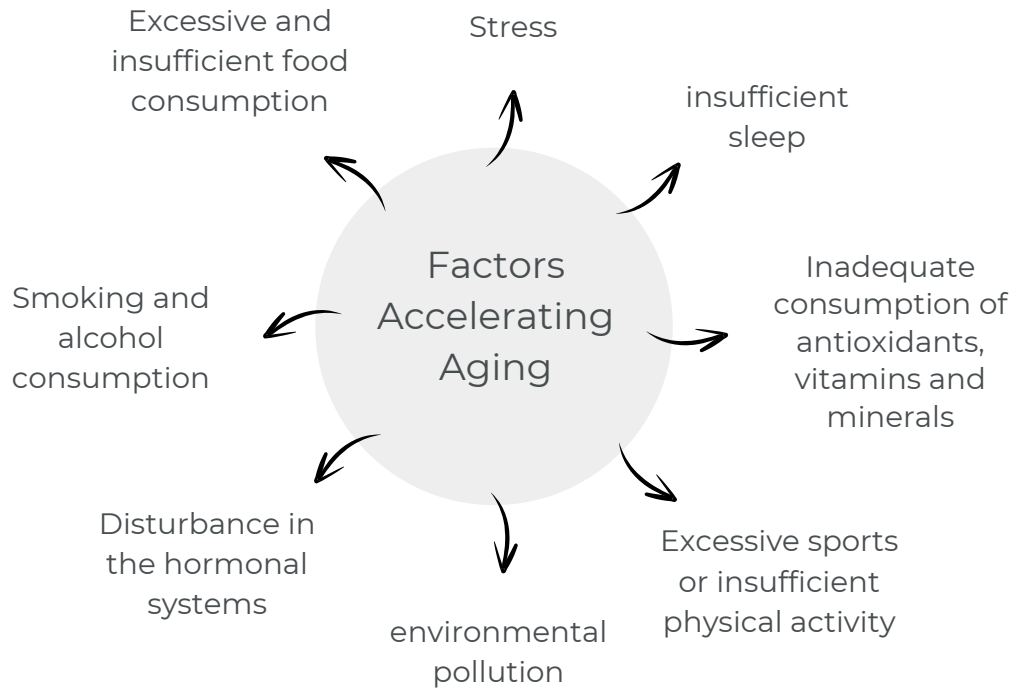 Factors
Accelerating
Aging
Stress
insufficient
sleep
Inadequate
consumption of
antioxidants,
vitamins and
minerals
Excessive sports
or insufficient
physical activity
environmental
pollution
Disturbance in
the hormonal
systems
Smoking and
alcohol
consumption
Excessive and
insufficient food
consumption